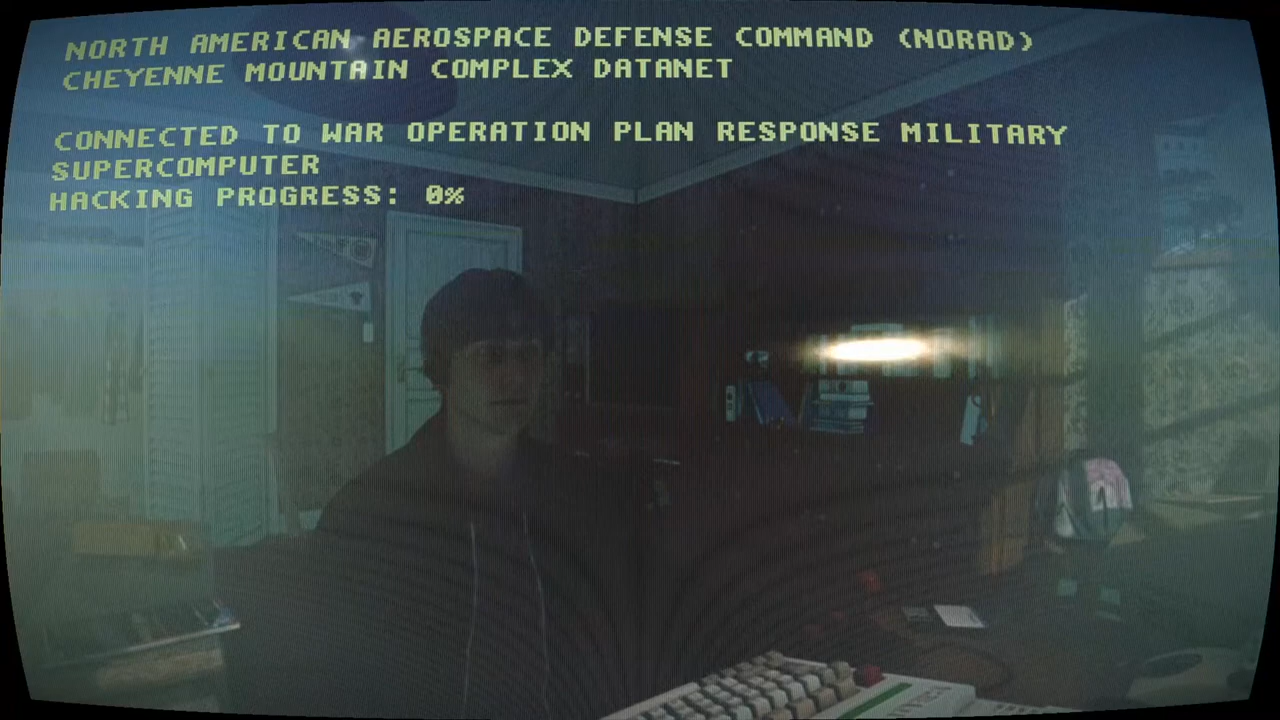 NORTH AMERICAN AEROSPACE DEFENSE COMMAND (NORAD)
CHEYENNE MOUNTAIN COMPLEX DATANET
CONNECTED TO WAR OPERATION PLAN RESPONSE MILITARY
SUPERCOMPUTER
HACKING PROGRESS: 0%